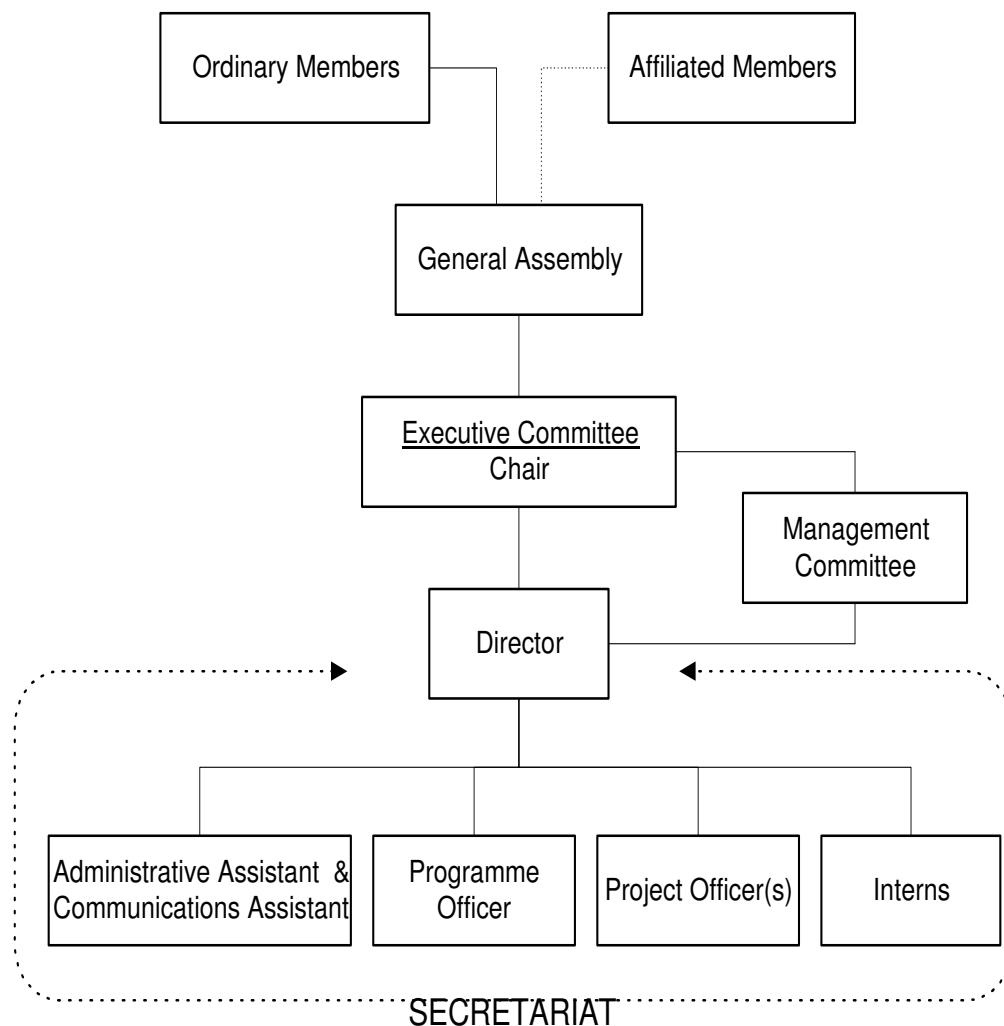 Ordinary Members
Affiliated Members
General Assembly
Executive Committee
Chair
Management
Committee
Director
Administrative Assistant &
Communications Assistant
Programme
Officer
Project Officer(s)
Interns
SECRETARIAT